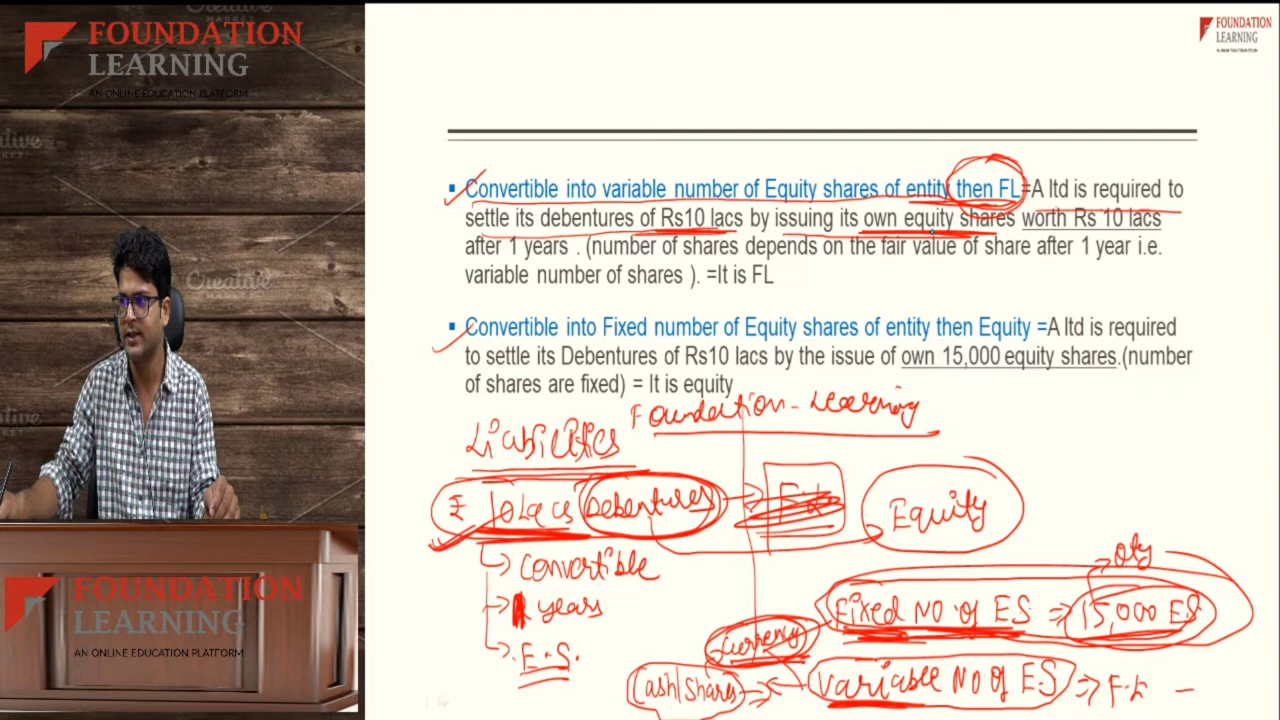 FOUNDATION
LEARNING
AN ONLINE EDUCATION PLATFORM
FOUNDATION
LEARNING
Creative
Convertible into variable number of Equity shares of entity then FL=A ltd is required to
settle its debentures of Rs10 lacs by issuing its own equity shares worth Rs 10 lacs
after 1 years . (number of shares depends on the fair value of share after 1 year i.e.
variable number of shares ). =It is FL
Convertible into Fixed number of Equity shares of entity then Equity =A ltd is required
to settle its Debentures of Rs10 lacs by the issue of own 15,000 equity shares.(number
of shares are fixed) = It is equity
Foundation-Learning
Liabilities
₹ 10 Lacs Debentures
Equity
Convertible
1 years
E.S.
Qty
Fixed NO of ES ⇒ 15,000 ES
Currency
Cash/Shares
Variable NO of ES ⇒ F.L
FOUNDATION
LEARNING
AN ONLINE EDUCATION PLATFORM